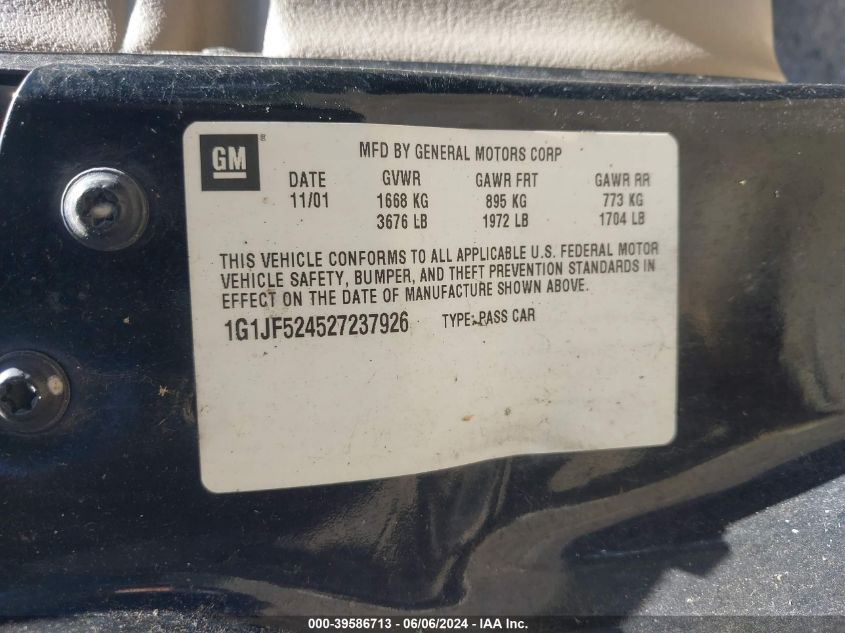 GM ®
MFD BY GENERAL MOTORS CORP
DATE GVWR GAWR FRT GAWR RR
11/01 1668 KG 895 KG 773 KG
3676 LB 1972 LB 1704 LB
THIS VEHICLE CONFORMS TO ALL APPLICABLE U.S. FEDERAL MOTOR
VEHICLE SAFETY, BUMPER, AND THEFT PREVENTION STANDARDS IN
EFFECT ON THE DATE OF MANUFACTURE SHOWN ABOVE.
1G1JF524527237926 TYPE: PASS CAR
000-39586713 - 06/06/2024 - IAA Inc.